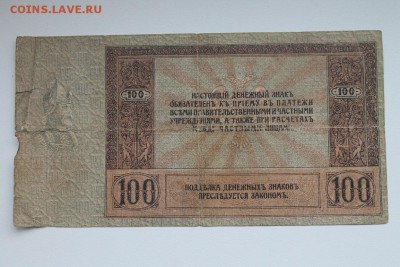 COINS.LAVE.RU
100 100
НАСТОЯЩІЙ ДЕНЕЖНЫЙ ЗНАКЪ
ОБЯЗАТЕЛЕНЪ КЪ ПРІЕМУ ВЪ ПЛАТЕЖИ
ВСѢМИ ПРАВИТЕЛЬСТВЕННЫМИ И ЧАСТНЫМИ
УЧРЕЖДЕНІЯМИ, А ТАКЖЕ ПРИ РАСЧЕТАХЪ
МЕЖДУ ЧАСТНЫМИ ЛИЦАМИ.
100 100
ПОДДѢЛКА ДЕНЕЖНЫХЪ ЗНАКОВЪ
ПРЕСЛѢДУЕТСЯ ЗАКОНОМЪ.